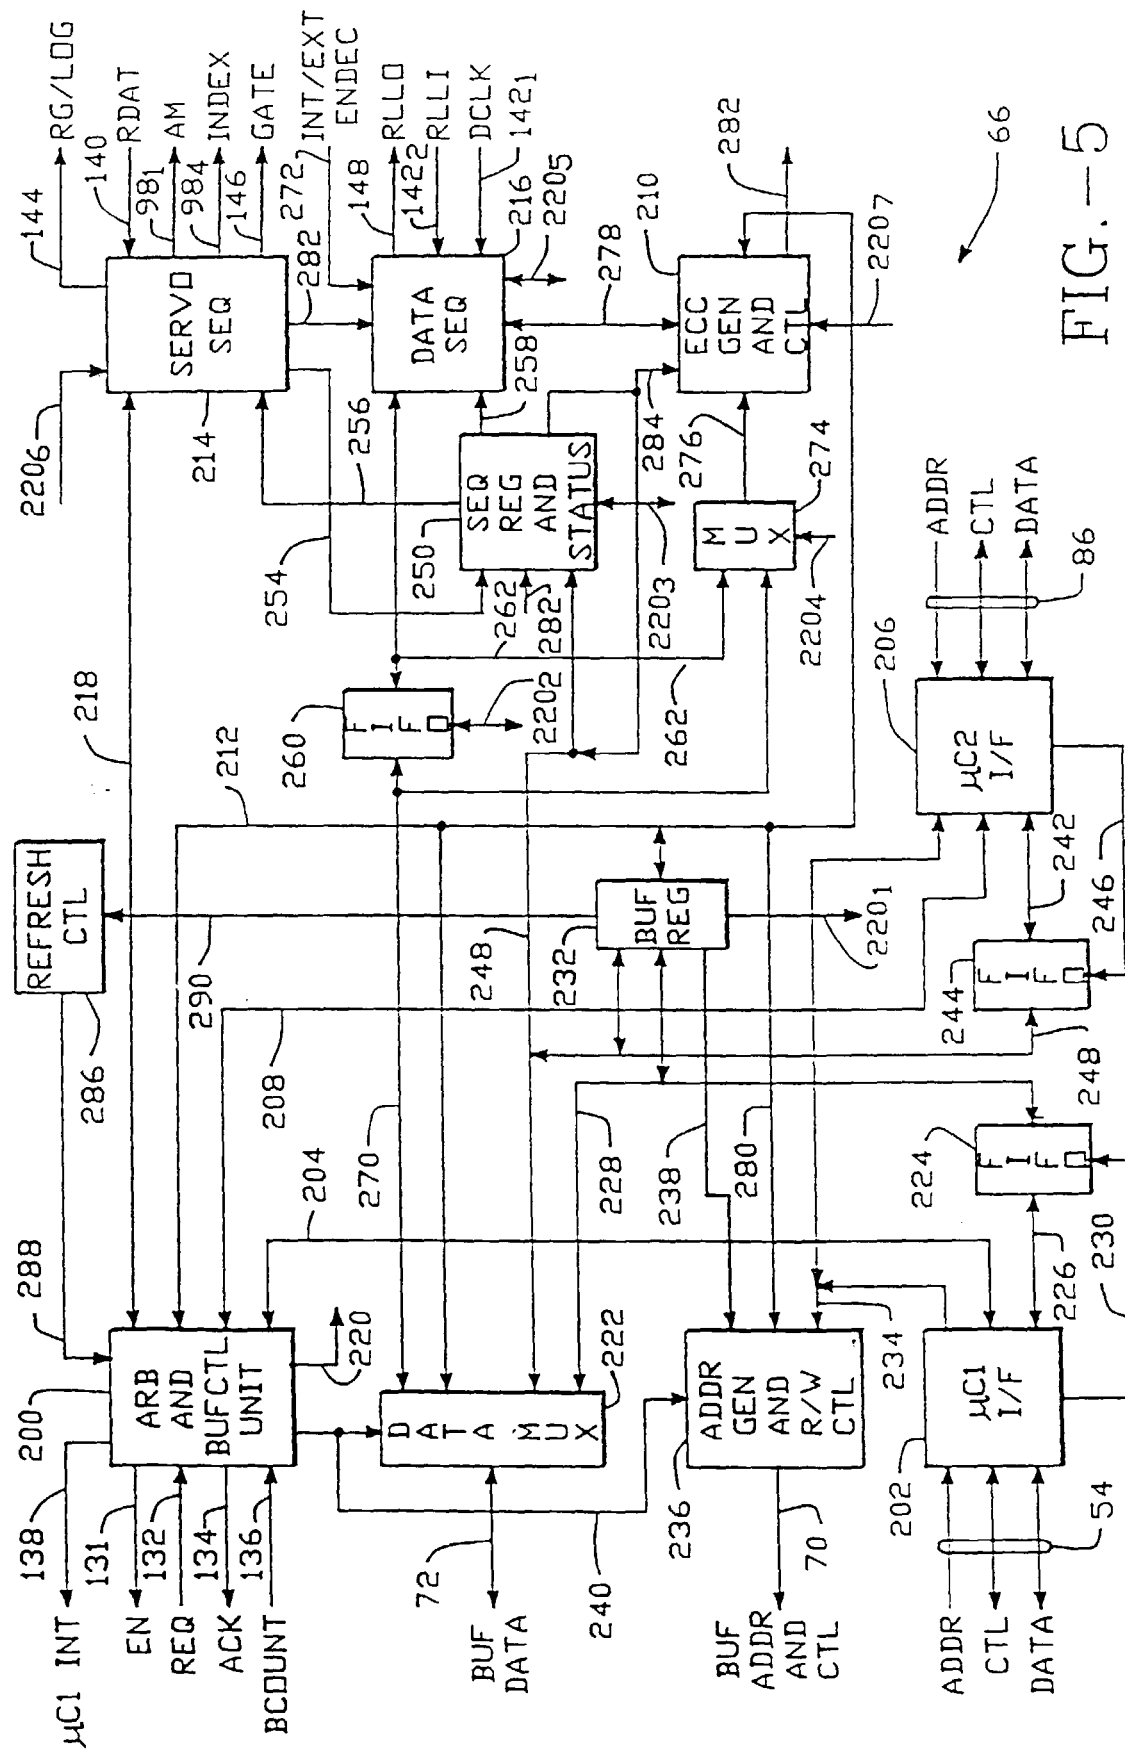 μC1 INT
138
EN
131
REQ
132
ACK
134
BCOUNT
136
200
ARB
AND
BUFCTL
UNIT
288
220
REFRESH
CTL
286
290
218
212
208
204
220₆
214
SERVO
SEQ
144
RG/LOG
140
RDAT
98₁
AM
98₄
INDEX
146
GATE
282
272
INT/EXT
ENDEC
148
RLLO
142₂
RLLI
DCLK
142₁
216
DATA
SEQ
220₅
256
254
258
250
SEQ
REG
AND
STATUS
262
282
220₃
260
FIFO
220₂
262
278
210
ECC
GEN
AND
CTL
282
284
276
274
MUX
220₄
220₇
72
BUF
DATA
DATA
MUX
222
270
248
228
238
280
232
BUF
REG
220₁
240
236
ADDR
GEN
AND
R/W
CTL
70
BUF
ADDR
AND
CTL
234
202
μC1
I/F
ADDR
CTL
DATA
54
226
230
224
FIFO
248
244
FIFO
242
246
206
μC2
I/F
ADDR
CTL
DATA
86
66
FIG.-5